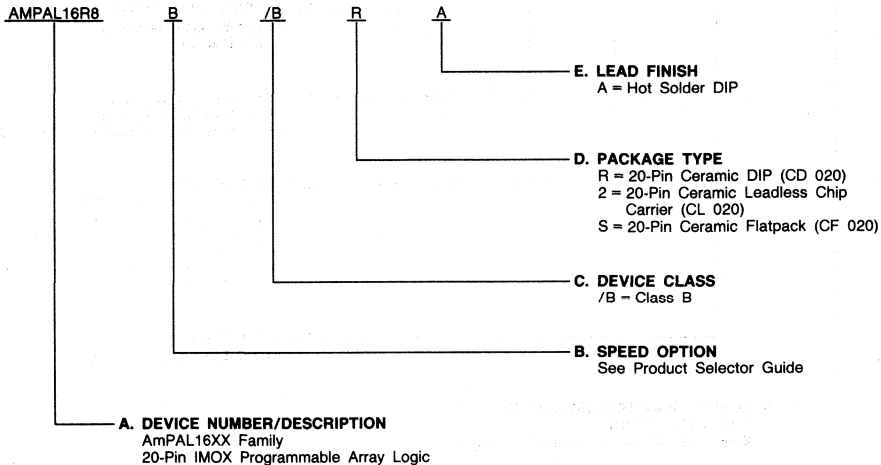 AMPAL16R8 B /B R A
E. LEAD FINISH
A = Hot Solder DIP
D. PACKAGE TYPE
R = 20-Pin Ceramic DIP (CD 020)
2 = 20-Pin Ceramic Leadless Chip
Carrier (CL 020)
S = 20-Pin Ceramic Flatpack (CF 020)
C. DEVICE CLASS
/B = Class B
B. SPEED OPTION
See Product Selector Guide
A. DEVICE NUMBER/DESCRIPTION
AmPAL16XX Family
20-Pin IMOX Programmable Array Logic